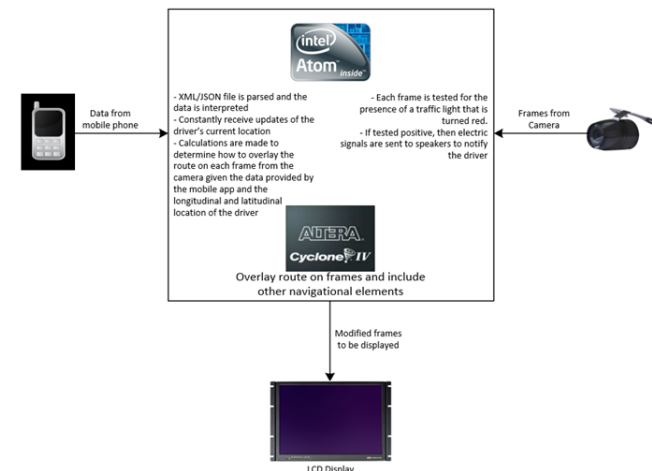 intel
Atom
inside
Data from
mobile phone
- XML/JSON file is parsed and the
data is interpreted
- Constantly receive updates of the
driver's current location
- Calculations are made to
determine how to overlay the
route on each frame from the
camera given the data provided by
the mobile app and the
longitudinal and latitudinal
location of the driver
- Each frame is tested for the
presence of a traffic light that is
turned red.
- If tested positive, then electric
signals are sent to speakers to notify
the driver
Frames from
Camera
ALTERA
Cyclone IV
Overlay route on frames and include
other navigational elements
Modified frames
to be displayed
LCD Display